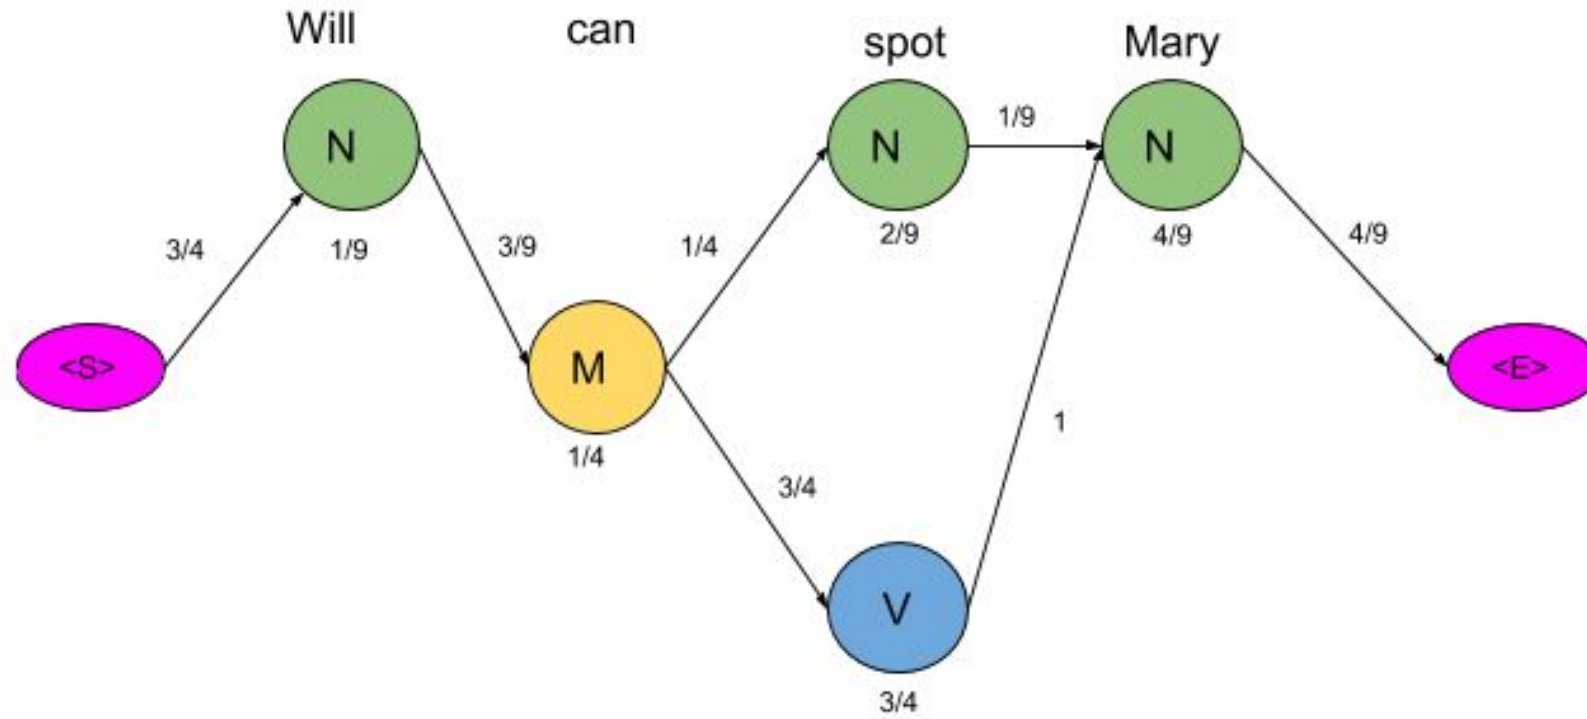 Will can spot Mary
N N N
1/9
3/4 1/9 3/9 1/4 2/9 4/9 4/9
<S> M <E>
1
1/4
3/4
V
3/4